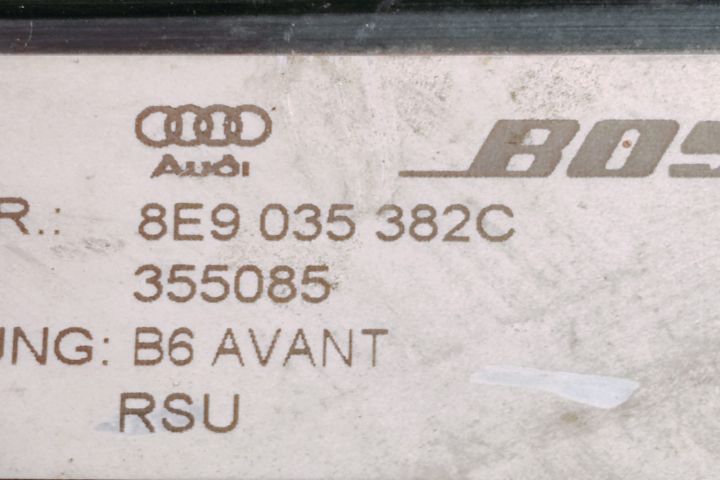 Audi BOS
R.: 8E9 035 382C
355085
UNG: B6 AVANT
RSU